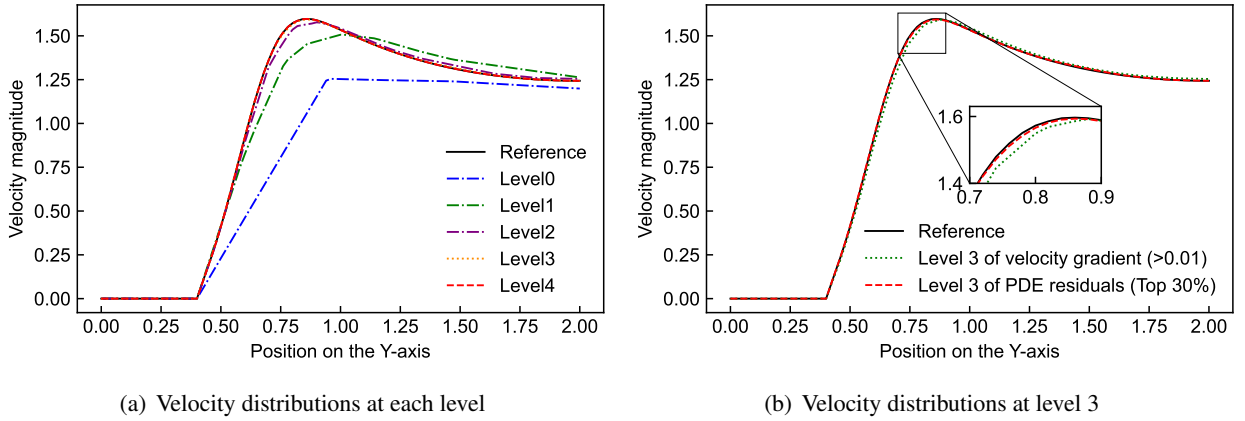 Velocity magnitude
1.50
1.25
1.00
0.75
0.50
0.25
0.00
Reference
Level0
Level1
Level2
Level3
Level4
0.00 0.25 0.50 0.75 1.00 1.25 1.50 1.75 2.00
Position on the Y-axis
(a) Velocity distributions at each level
Velocity magnitude
1.50
1.25
1.00
0.75
0.50
0.25
0.00
1.6
1.4
0.7 0.8 0.9
Reference
Level 3 of velocity gradient (>0.01)
Level 3 of PDE residuals (Top 30%)
0.00 0.25 0.50 0.75 1.00 1.25 1.50 1.75 2.00
Position on the Y-axis
(b) Velocity distributions at level 3